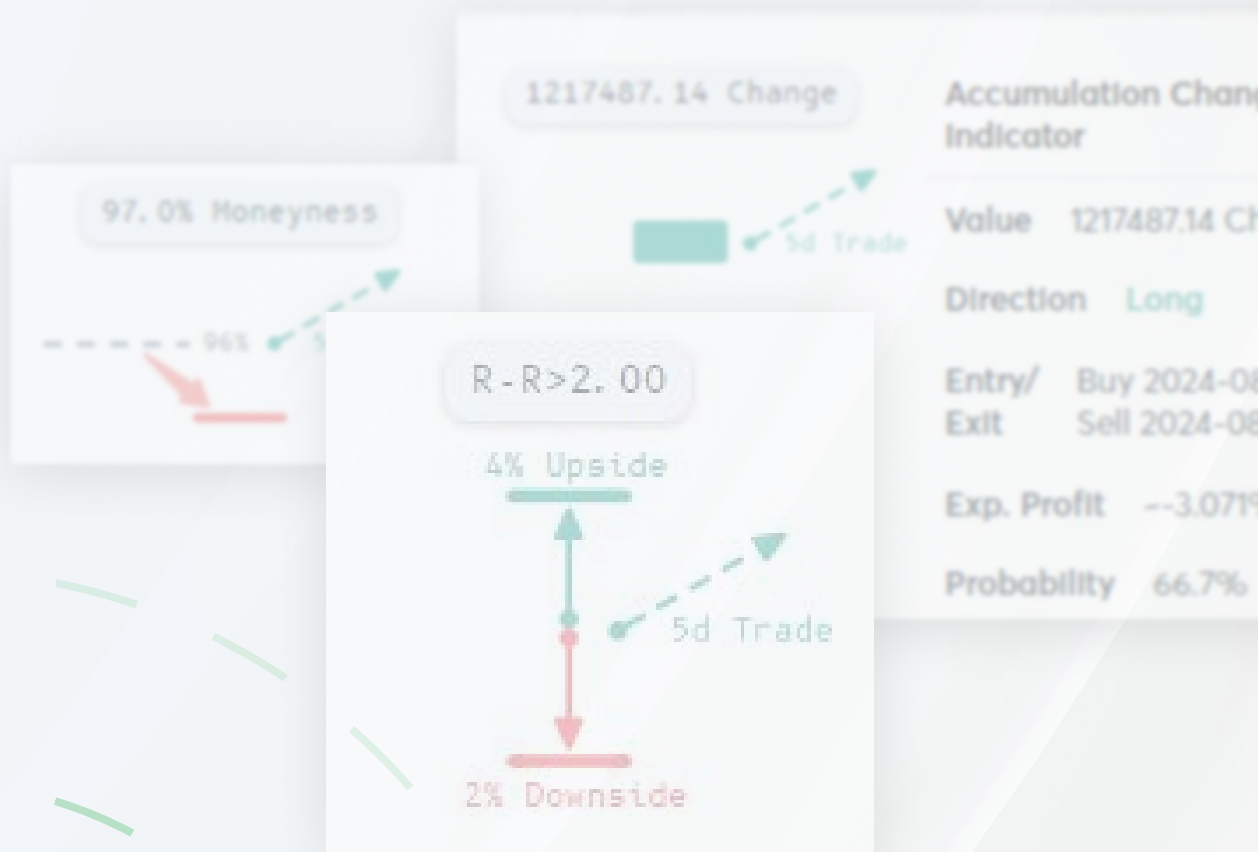 1217487.14 Change
Accumulation Chang
Indicator
Value 1217487.14 Ch
5d Trade
Direction Long
Entry/ Buy 2024-08
Exit Sell 2024-08
Exp. Profit --3.071%
Probability 66.7%
97.0% Moneyness
96%
5
R-R>2.00
4% Upside
5d Trade
2% Downside